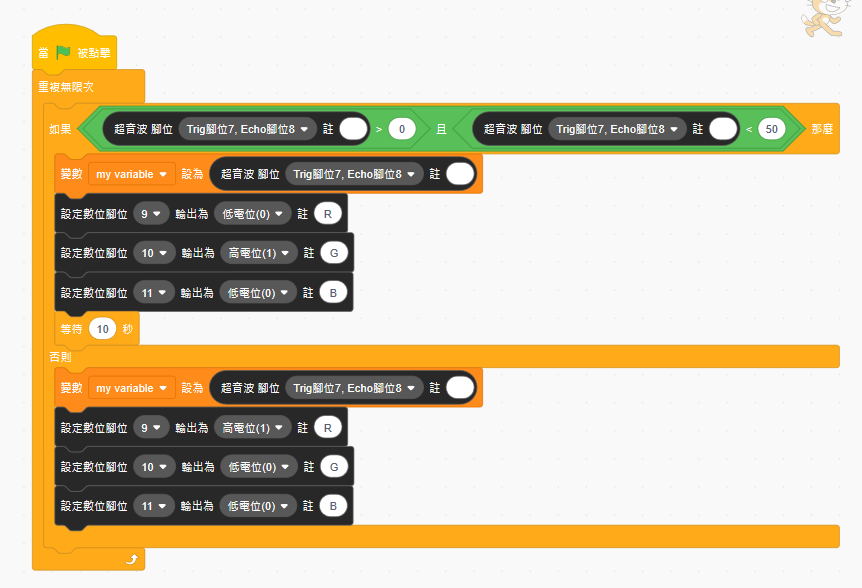 當 被點擊
重複無限次
如果 超音波 腳位 Trig腳位7, Echo腳位8 註 > 0 且 超音波 腳位 Trig腳位7, Echo腳位8 註 < 50 那麼
變數 my variable 設為 超音波 腳位 Trig腳位7, Echo腳位8 註
設定數位腳位 9 輸出為 低電位(0) 註 R
設定數位腳位 10 輸出為 高電位(1) 註 G
設定數位腳位 11 輸出為 低電位(0) 註 B
等待 10 秒
否則
變數 my variable 設為 超音波 腳位 Trig腳位7, Echo腳位8 註
設定數位腳位 9 輸出為 高電位(1) 註 R
設定數位腳位 10 輸出為 低電位(0) 註 G
設定數位腳位 11 輸出為 低電位(0) 註 B